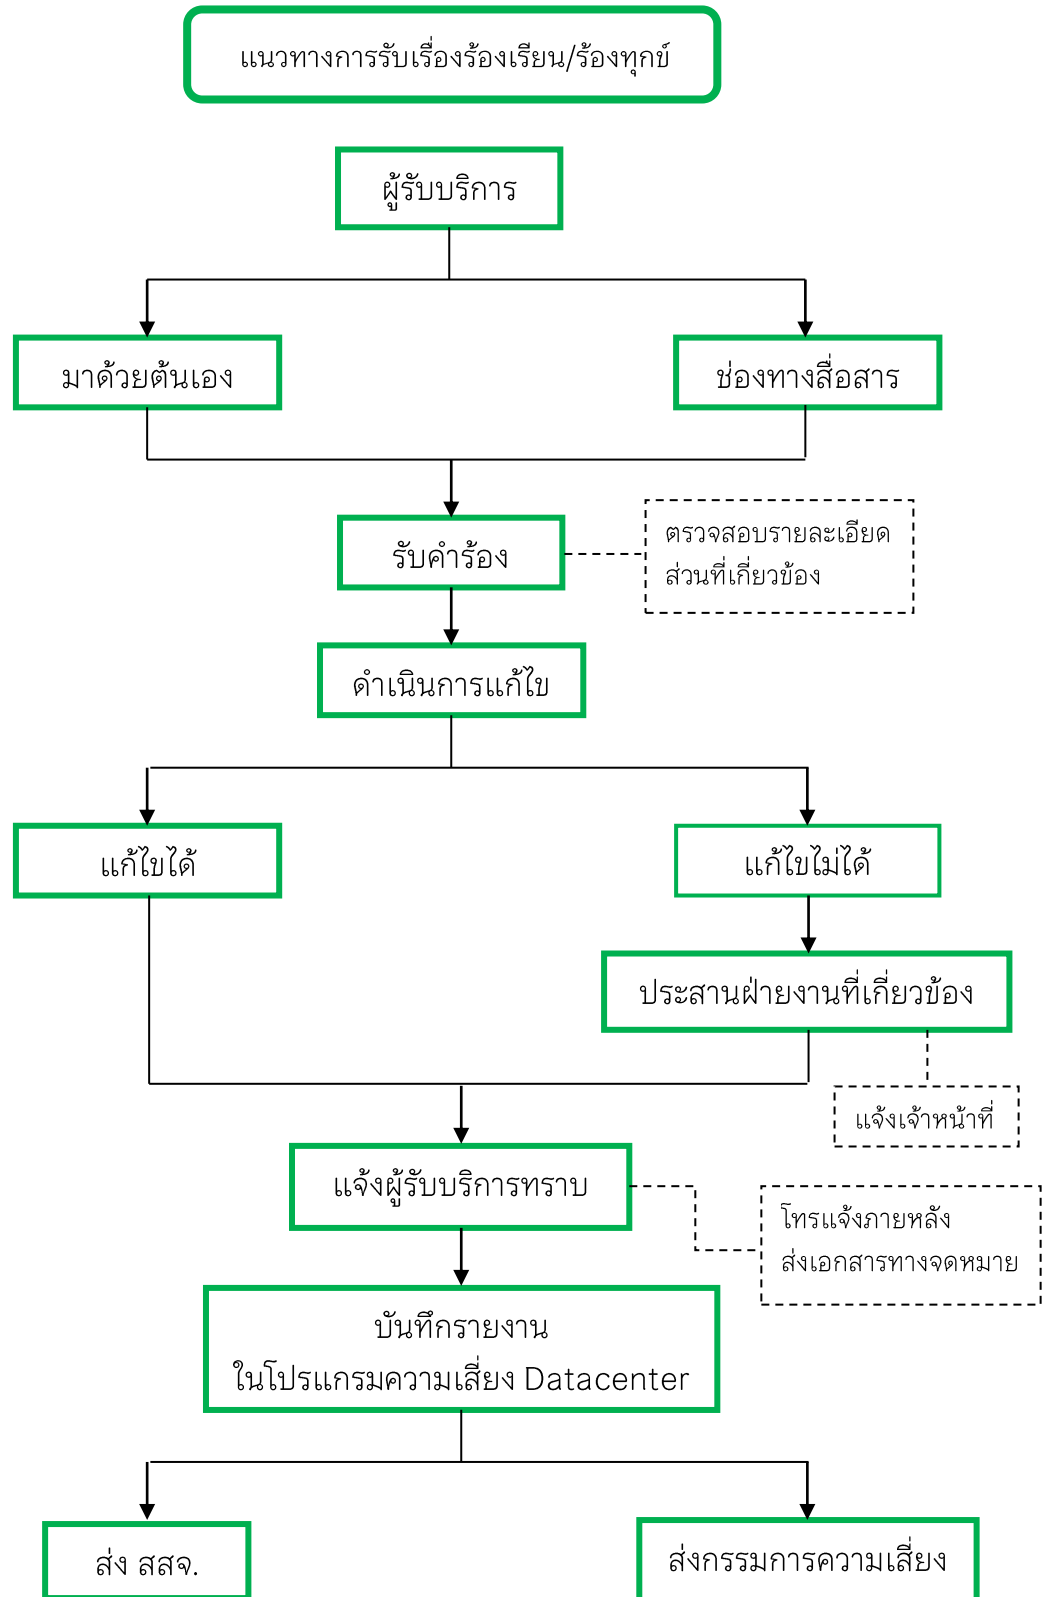 แนวทางการรับเรื่องร้องเรียน/ร้องทุกข์
ผู้รับบริการ
มาด้วยต้นเอง
ช่องทางสื่อสาร
รับคำร้อง
ตรวจสอบรายละเอียด
ส่วนที่เกี่ยวข้อง
ดำเนินการแก้ไข
แก้ไขได้
แก้ไขไม่ได้
ประสานฝ่ายงานที่เกี่ยวข้อง
แจ้งเจ้าหน้าที่
แจ้งผู้รับบริการทราบ
โทรแจ้งภายหลัง
ส่งเอกสารทางจดหมาย
บันทึกรายงาน
ในโปรแกรมความเสี่ยง Datacenter
ส่ง สสจ.
ส่งกรรมการความเสี่ยง